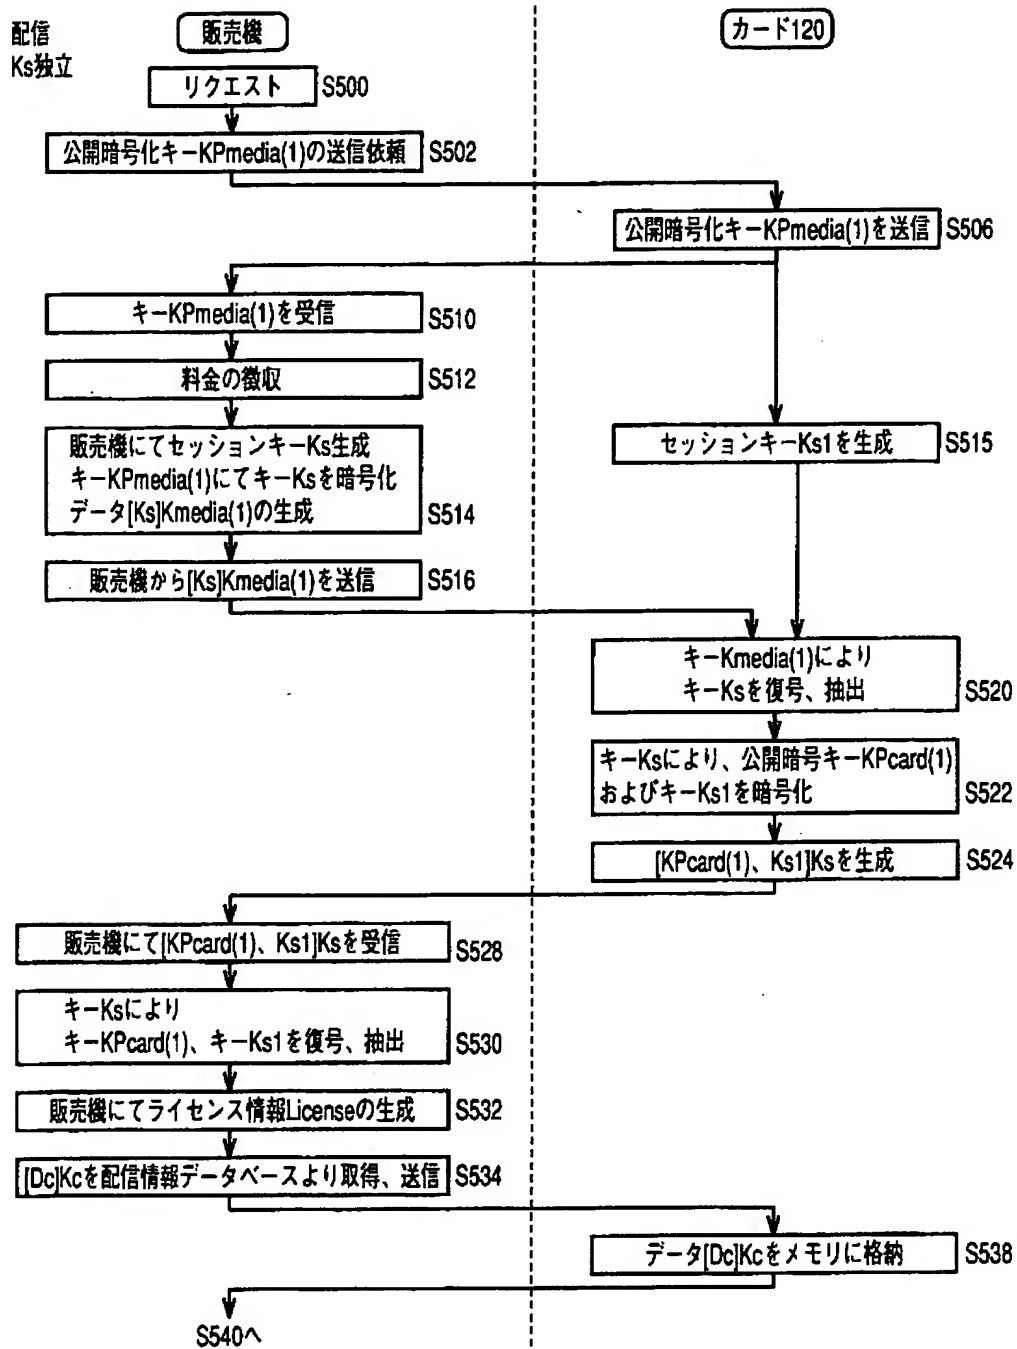 配信
Ks独立
販売機
カード120
リクエスト
S500
公開暗号化キーKPmedia(1)の送信依頼
S502
公開暗号化キーKPmedia(1)を送信
S506
キーKPmedia(1)を受信
S510
料金の徴収
S512
販売機にてセッションキーKs生成
キーKPmedia(1)にてキーKsを暗号化
データ[Ks]Kmedia(1)の生成
S514
セッションキーKs1を生成
S515
販売機から[Ks]Kmedia(1)を送信
S516
キーKmedia(1)により
キーKsを復号、抽出
S520
キーKsにより、公開暗号キーKPcard(1)
およびキーKs1を暗号化
S522
[KPcard(1)、Ks1]Ksを生成
S524
販売機にて[KPcard(1)、Ks1]Ksを受信
S528
キーKsにより
キーKPcard(1)、キーKs1を復号、抽出
S530
販売機にてライセンス情報Licenseの生成
S532
[Dc]Kcを配信情報データベースより取得、送信
S534
データ[Dc]Kcをメモリに格納
S538
S540へ